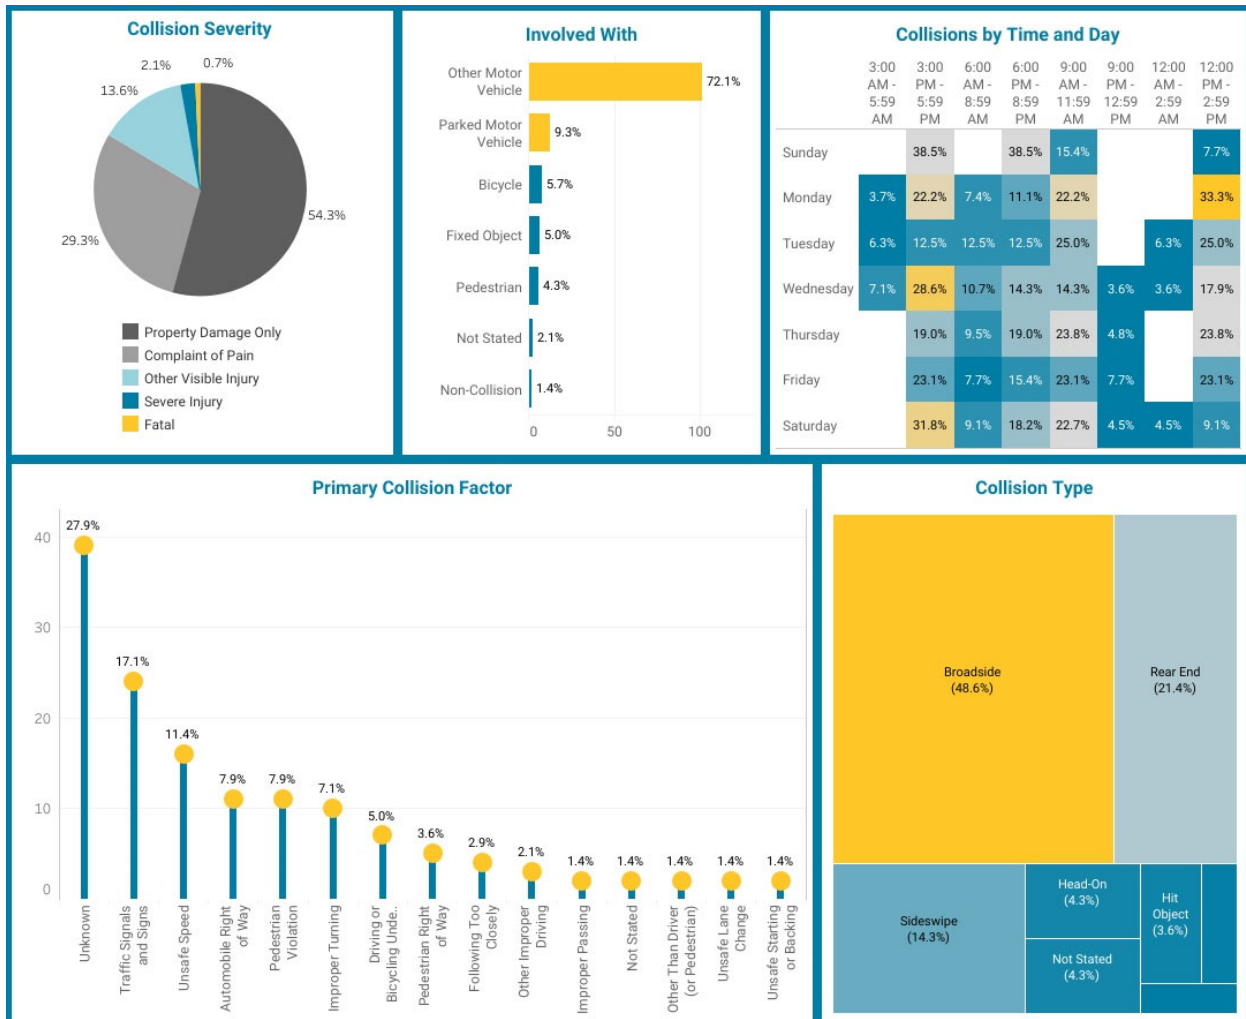 Collision Severity
2.1%
0.7%
13.6%
54.3%
29.3%
Property Damage Only
Complaint of Pain
Other Visible Injury
Severe Injury
Fatal
Involved With
Other Motor
Vehicle
72.1%
Parked Motor
Vehicle
9.3%
Bicycle
5.7%
Fixed Object
5.0%
Pedestrian
4.3%
Not Stated
2.1%
Non-Collision
1.4%
0 50 100
Collisions by Time and Day
3:00 3:00 6:00 6:00 9:00 9:00 12:00 12:00
AM - PM - AM - PM - AM - PM - AM - PM -
5:59 5:59 8:59 8:59 11:59 12:59 2:59 2:59
AM PM AM PM AM PM AM PM
Sunday 38.5% 38.5% 15.4% 7.7%
Monday 3.7% 22.2% 7.4% 11.1% 22.2% 33.3%
Tuesday 6.3% 12.5% 12.5% 12.5% 25.0% 6.3% 25.0%
Wednesday 7.1% 28.6% 10.7% 14.3% 14.3% 3.6% 3.6% 17.9%
Thursday 19.0% 9.5% 19.0% 23.8% 4.8% 23.8%
Friday 23.1% 7.7% 15.4% 23.1% 7.7% 23.1%
Saturday 31.8% 9.1% 18.2% 22.7% 4.5% 4.5% 9.1%
Primary Collision Factor
40
30
20
10
0
27.9%
17.1%
11.4%
7.9%
7.9%
7.1%
5.0%
3.6%
2.9%
2.1%
1.4%
1.4%
1.4%
1.4%
1.4%
Unknown
Traffic Signals
and Signs
Unsafe Speed
Automobile Right
of Way
Pedestrian
Violation
Improper Turning
Driving or
Bicycling Unde..
Pedestrian Right
of Way
Following Too
Closely
Other Improper
Driving
Improper Passing
Not Stated
Other Than Driver
(or Pedestrian)
Unsafe Lane
Change
Unsafe Starting
or Backing
Collision Type
Broadside
(48.6%)
Rear End
(21.4%)
Sideswipe
(14.3%)
Head-On
(4.3%)
Not Stated
(4.3%)
Hit
Object
(3.6%)